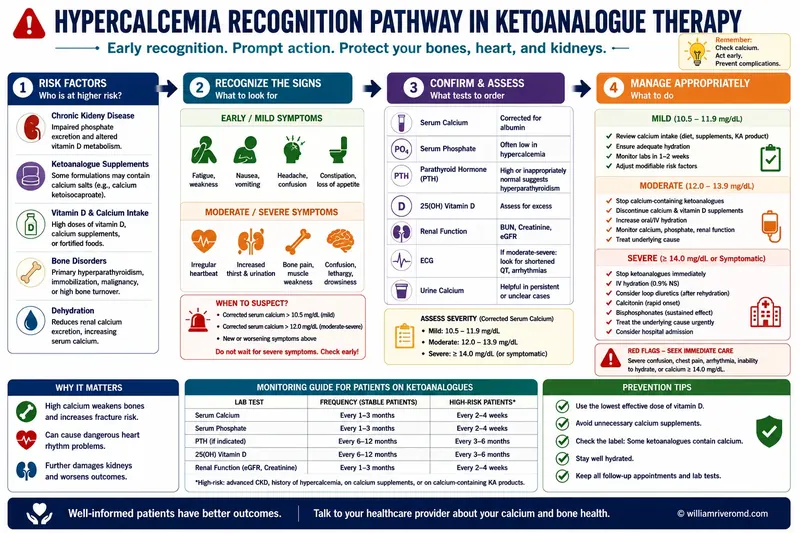 HYPERCALCEMIA RECOGNITION PATHWAY IN KETOANALOGUE THERAPY
Early recognition. Prompt action. Protect your bones, heart, and kidneys.
Remember:
Check calcium.
Act early.
Prevent complications.
1 RISK FACTORS
Who is at higher risk?
Chronic Kidney Disease
Impaired phosphate
excretion and altered
vitamin D metabolism.
Ketoanalogue Supplements
Some formulations may
contain calcium salts (e.g., calcium
ketoisocaproate).
D
Vitamin D & Calcium Intake
High doses of vitamin D,
calcium supplements,
or fortified foods.
Bone Disorders
Primary hyperparathyroidism,
immobilization, malignancy,
or high bone turnover.
Dehydration
Reduces renal calcium
excretion, increasing
serum calcium.
2 RECOGNIZE THE SIGNS
What to look for
EARLY / MILD SYMPTOMS
Fatigue,
weakness
Nausea,
vomiting
Headache,
confusion
Constipation,
loss of appetite
MODERATE / SEVERE SYMPTOMS
Irregular
heartbeat
Increased
thirst & urination
Bone pain,
muscle
weakness
Confusion,
lethargy,
drowsiness
WHEN TO SUSPECT?
• Corrected serum calcium > 10.5 mg/dL (mild)
• Corrected serum calcium > 12.0 mg/dL (moderate-severe)
• New or worsening symptoms above
Do not wait for severe symptoms. Check early!
3 CONFIRM & ASSESS
What tests to order
Serum Calcium
Corrected for
albumin
PO₄
Serum Phosphate
Often low in
hypercalcemia
PTH
Parathyroid Hormone
(PTH)
High or inappropriately
normal suggests
hyperparathyroidism
D
25(OH) Vitamin D
Assess for excess
Renal Function
BUN, Creatinine,
eGFR
ECG
If moderate-severe:
look for shortened
QT, arrhythmias
Urine Calcium
Helpful in persistent
or unclear cases
ASSESS SEVERITY (Corrected Serum Calcium)
• Mild: 10.5 – 11.9 mg/dL
• Moderate: 12.0 – 13.9 mg/dL
• Severe: ≥ 14.0 mg/dL (or symptomatic)
4 MANAGE APPROPRIATELY
What to do
MILD (10.5 – 11.9 mg/dL)
Review calcium intake (diet, supplements, KA product)
Ensure adequate hydration
Monitor labs in 1–2 weeks
Adjust modifiable risk factors
MODERATE (12.0 – 13.9 mg/dL)
Stop calcium-containing ketoanalogues
Discontinue calcium & vitamin D supplements
Increase oral/IV hydration
Monitor calcium, phosphate, renal function
Treat underlying cause
SEVERE (≥ 14.0 mg/dL or Symptomatic)
Stop ketoanalogues immediately
IV hydration (0.9% NS)
Consider loop diuretics (after rehydration)
Calcitonin (rapid onset)
Bisphosphonates (sustained effect)
Treat the underlying cause urgently
Consider hospital admission
RED FLAGS – SEEK IMMEDIATE CARE
Severe confusion, chest pain, arrhythmia, inability
to hydrate, or calcium ≥ 14.0 mg/dL.
WHY IT MATTERS
High calcium weakens bones
and increases fracture risk.
Can cause dangerous heart
rhythm problems.
Further damages kidneys
and worsens outcomes.
MONITORING GUIDE FOR PATIENTS ON KETOANALOGUES
LAB TEST FREQUENCY (STABLE PATIENTS) HIGH-RISK PATIENTS*
Serum Calcium Every 1–3 months Every 2–4 weeks
Serum Phosphate Every 1–3 months Every 2–4 weeks
PTH (if indicated) Every 6–12 months Every 3–6 months
25(OH) Vitamin D Every 6–12 months Every 3–6 months
Renal Function (eGFR, Creatinine) Every 1–3 months Every 2–4 weeks
*High-risk: advanced CKD, history of hypercalcemia, on calcium supplements, or on calcium-containing KA products.
PREVENTION TIPS
Use the lowest effective dose of vitamin D.
Avoid unnecessary calcium supplements.
Check the label: Some ketoanalogues contain calcium.
Stay well hydrated.
Keep all follow-up appointments and lab tests.
Well-informed patients have better outcomes. | Talk to your healthcare provider about your calcium and bone health.
© williamriveromd.com